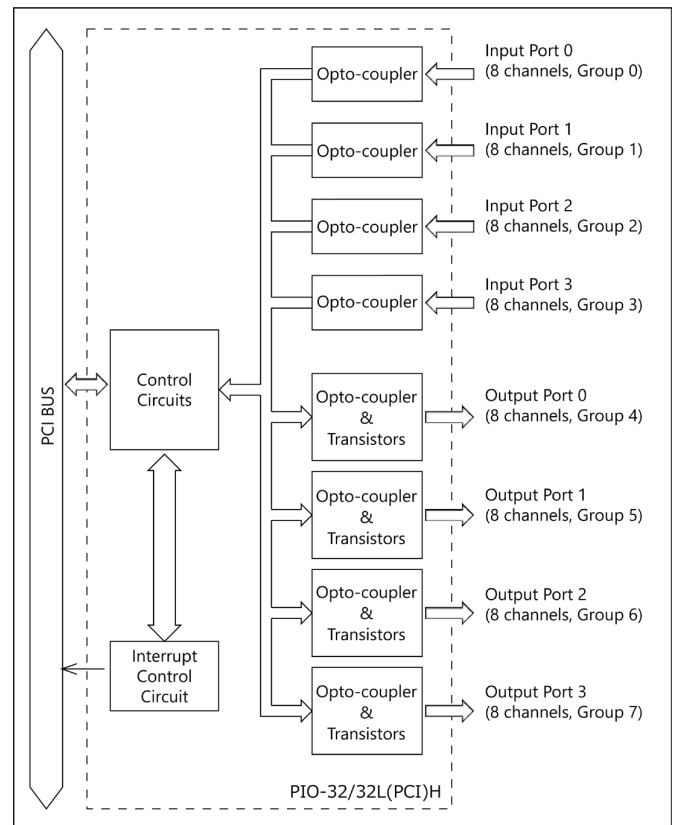 Opto-coupler
Input Port 0
(8 channels, Group 0)
Opto-coupler
Input Port 1
(8 channels, Group 1)
Opto-coupler
Input Port 2
(8 channels, Group 2)
Opto-coupler
Input Port 3
(8 channels, Group 3)
PCI BUS
Control
Circuits
Opto-coupler
&
Transistors
Output Port 0
(8 channels, Group 4)
Opto-coupler
&
Transistors
Output Port 1
(8 channels, Group 5)
Opto-coupler
&
Transistors
Output Port 2
(8 channels, Group 6)
Interrupt
Control
Circuit
Opto-coupler
&
Transistors
Output Port 3
(8 channels, Group 7)
PIO-32/32L(PCI)H